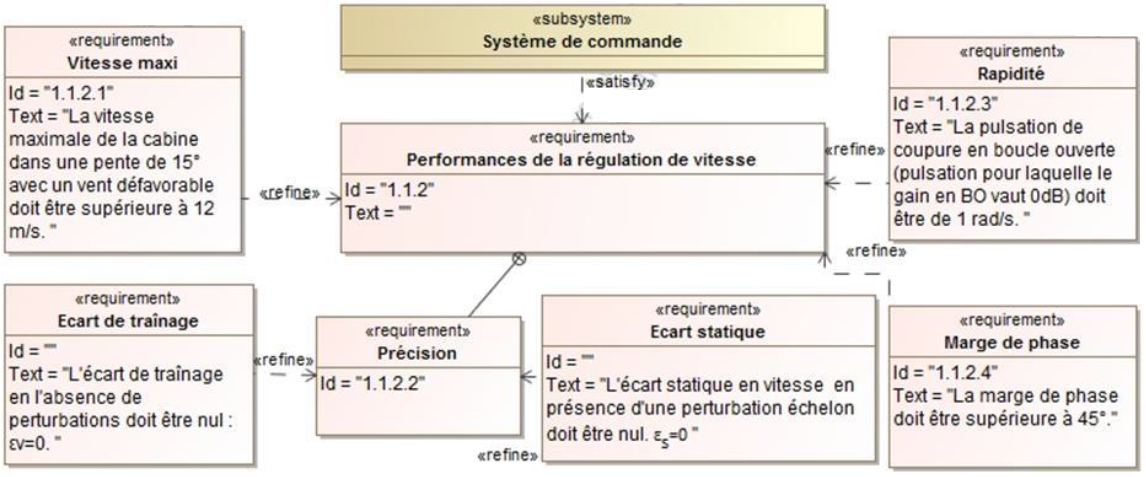 «subsystem»
Système de commande
«satisfy»
«requirement»
Vitesse maxi
Id = "1.1.2.1"
Text = "La vitesse
maximale de la cabine
dans une pente de 15°
avec un vent défavorable
doit être supérieure à 12
m/s. "
«refine»
«requirement»
Performances de la régulation de vitesse
Id = "1.1.2"
Text = ""
«refine»
«requirement»
Rapidité
Id = "1.1.2.3"
Text = "La pulsation de
coupure en boucle ouverte
(pulsation pour laquelle le
gain en BO vaut 0dB) doit
être de 1 rad/s. "
«refine»
«requirement»
Ecart de traînage
Id = ""
Text = "L'écart de traînage
en l'absence de
perturbations doit être nul :
εv=0. "
«refine»
«requirement»
Précision
Id = "1.1.2.2"
«requirement»
Ecart statique
Id = ""
Text = "L'écart statique en vitesse en
présence d'une perturbation échelon
doit être nul. εs=0 "
«refine»
«requirement»
Marge de phase
Id = "1.1.2.4"
Text = "La marge de phase
doit être supérieure à 45°."